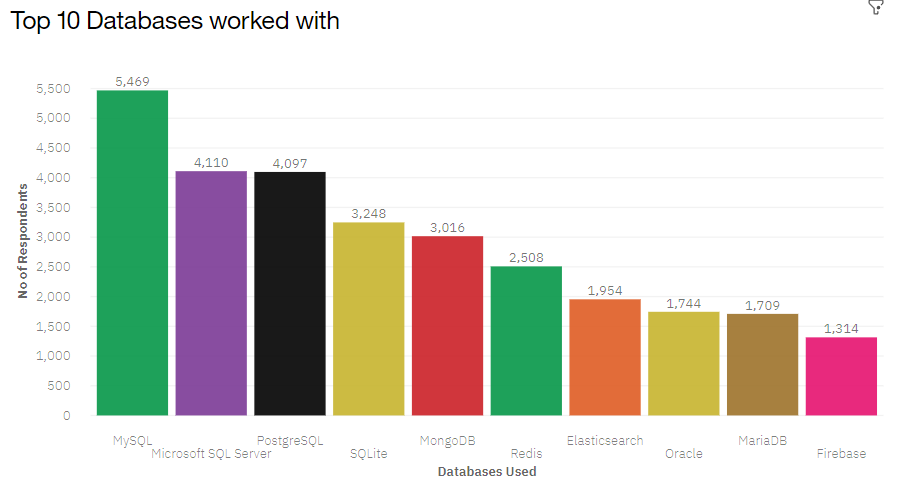 Top 10 Databases worked with
No of Respondents
5,500
5,000
4,500
4,000
3,500
3,000
2,500
2,000
1,500
1,000
500
0
5,469
4,110
4,097
3,248
3,016
2,508
1,954
1,744
1,709
1,314
MySQL
Microsoft SQL Server
PostgreSQL
SQLite
MongoDB
Redis
Elasticsearch
Oracle
MariaDB
Firebase
Databases Used